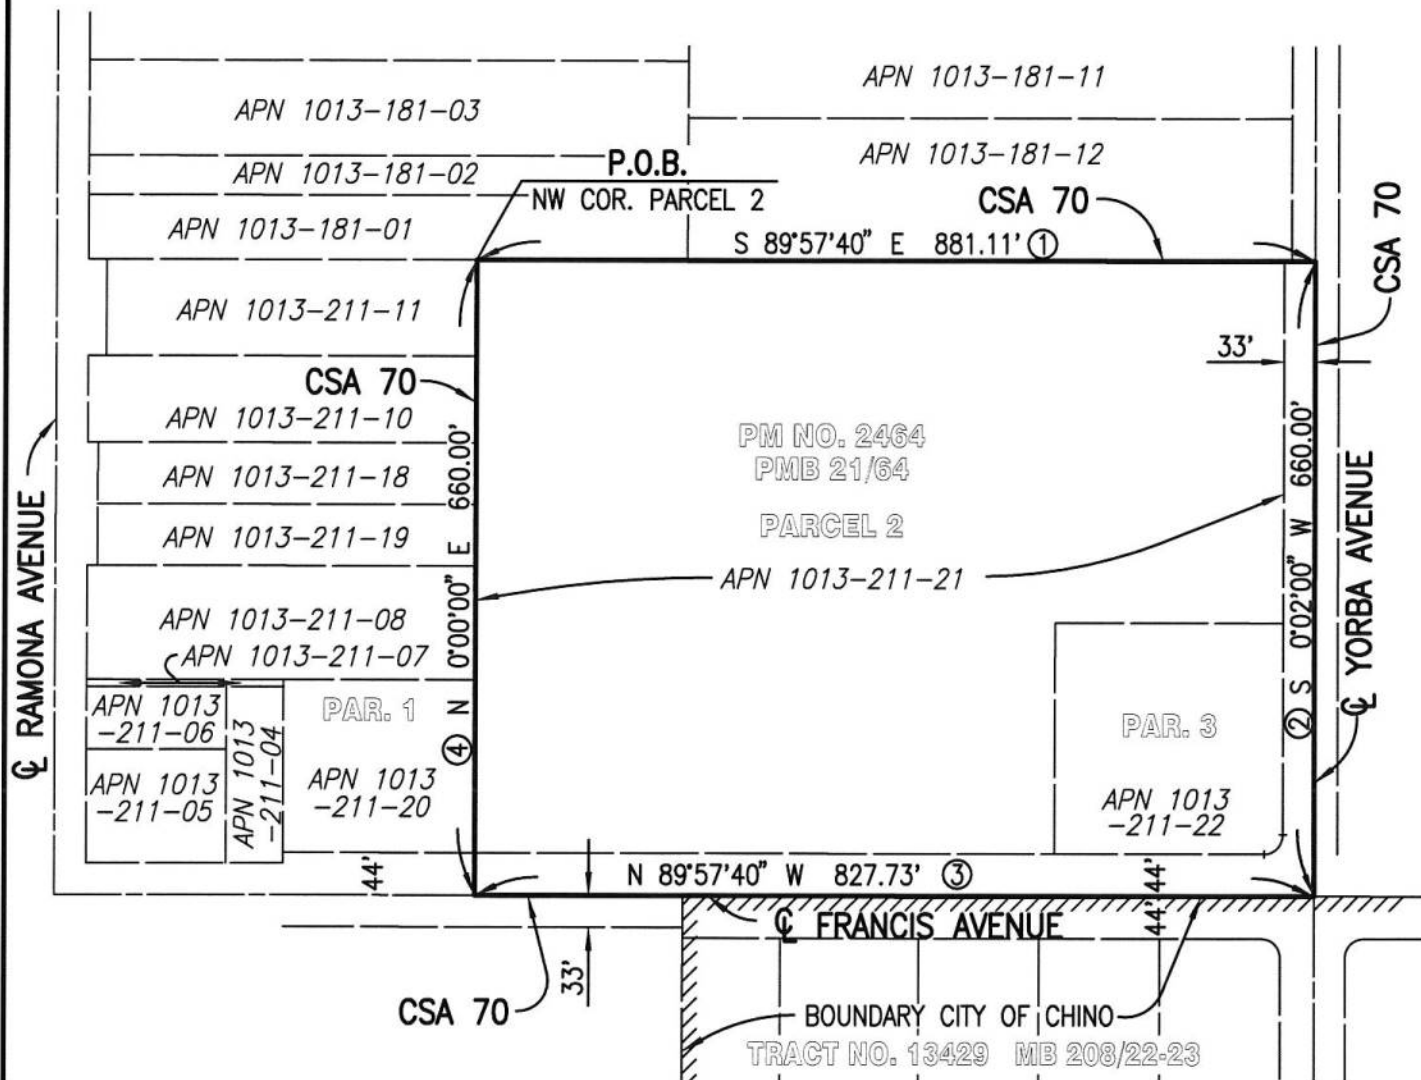 APN 1013-181-03
APN 1013-181-11
APN 1013-181-02
P.O.B.
NW COR. PARCEL 2
APN 1013-181-12
CSA 70
CSA 70
APN 1013-181-01
S 89°57'40" E 881.11' ①
APN 1013-211-11
33'
CSA 70
APN 1013-211-10
PM NO. 2464
PMB 21/64
APN 1013-211-18
PARCEL 2
APN 1013-211-19
APN 1013-211-21
APN 1013-211-08
APN 1013-211-07
④ N 0°00'00" E 660.00'
② S 0°02'00" W 660.00'
℄ RAMONA AVENUE
℄ YORBA AVENUE
APN 1013
-211-06
APN 1013
-211-05
APN 1013
-211-04
PAR. 1
APN 1013
-211-20
PAR. 3
APN 1013
-211-22
44'
N 89°57'40" W 827.73' ③
44'
44'
℄ FRANCIS AVENUE
33'
CSA 70
BOUNDARY CITY OF CHINO
TRACT NO. 13429 MB 208/22-23